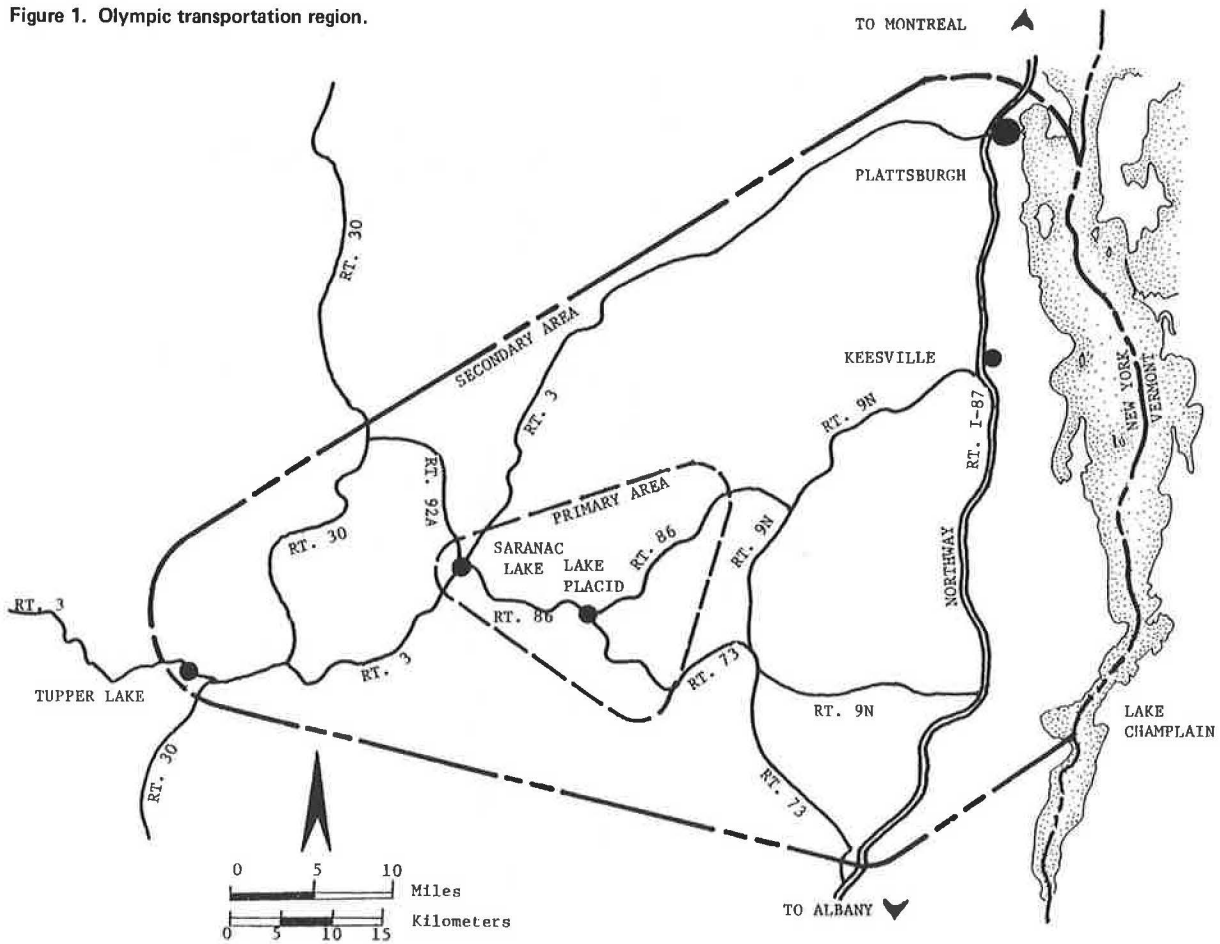 Figure 1. Olympic transportation region.
TO MONTREAL
PLATTSBURGH
RT. 30
SECONDARY AREA
KEESVILLE
NEW YORK
VERMONT
RT. 3
RT. 9N
RT. I-87
RT. 92A
PRIMARY AREA
RT. 30
SARANAC
LAKE
LAKE
PLACID
RT. 86
RT. 9N
NORTHWAY
RT. 3
RT. 86
RT. 3
RT. 73
TUPPER LAKE
RT. 9N
LAKE
CHAMPLAIN
RT. 30
RT. 73
0 5 10
Miles
Kilometers
0 5 10 15
TO ALBANY